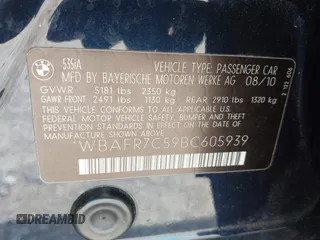 535iA VEHICLE TYPE: PASSENGER CAR
MFD BY BAYERISCHE MOTOREN WERKE AG 08/10
GVWR 5181 lbs 2350 kg
GAWR FRONT 2491 lbs 1130 kg REAR 2910 lbs 1320 kg
THIS VEHICLE CONFORMS TO ALL APPLICABLE FEDERAL
MOTOR VEHICLE SAFETY, BUMPER, AND THEFT PREVENTION
STANDARDS IN EFFECT ON THE DATE OF
MANUFACTURE SHOWN ABOVE.
*WBAFR7C59BC605939
DREAMBID